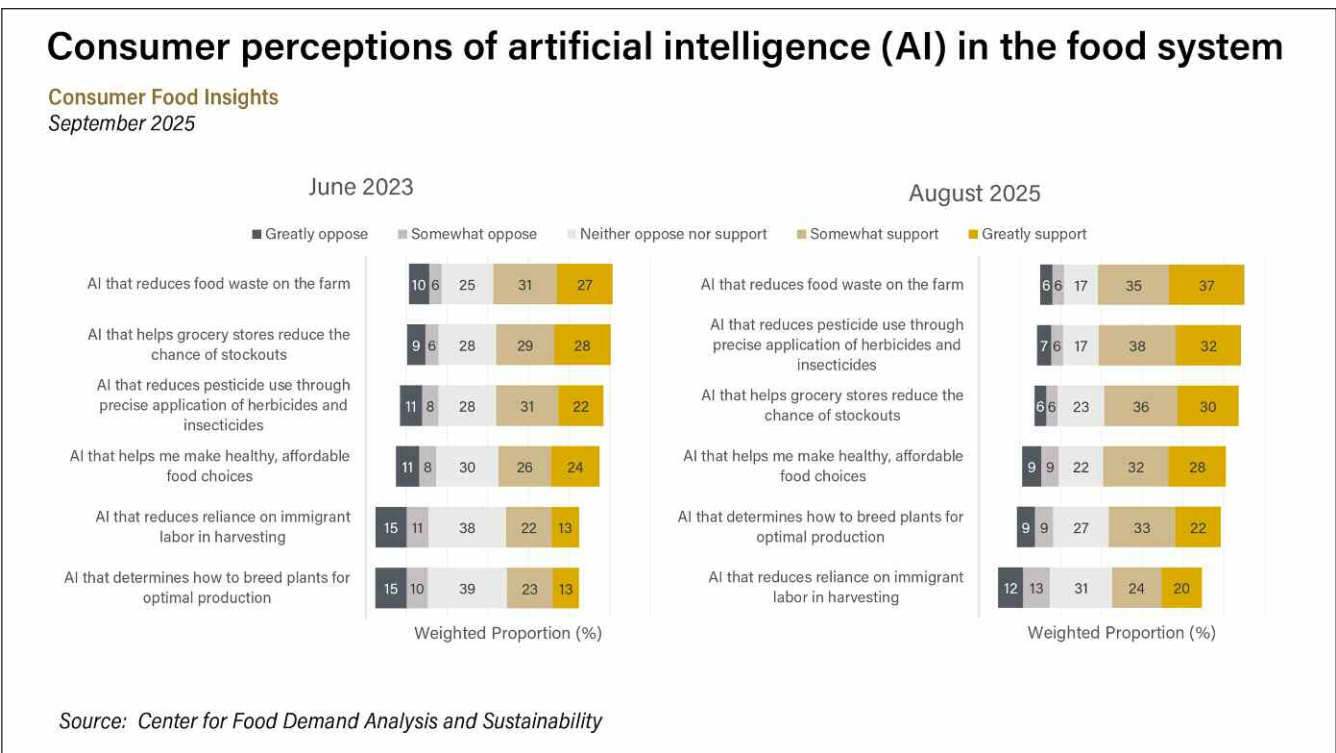 Consumer perceptions of artificial intelligence (AI) in the food system
Consumer Food Insights
September 2025
June 2023
August 2025
Greatly oppose
Somewhat oppose
Neither oppose nor support
Somewhat support
Greatly support
AI that reduces food waste on the farm
10 6 25 31 27
AI that helps grocery stores reduce the
chance of stockouts
9 6 28 29 28
AI that reduces pesticide use through
precise application of herbicides and
insecticides
11 8 28 31 22
AI that helps me make healthy, affordable
food choices
11 8 30 26 24
AI that reduces reliance on immigrant
labor in harvesting
15 11 38 22 13
AI that determines how to breed plants for
optimal production
15 10 39 23 13
Weighted Proportion (%)
AI that reduces food waste on the farm
6 6 17 35 37
AI that reduces pesticide use through
precise application of herbicides and
insecticides
7 6 17 38 32
AI that helps grocery stores reduce the
chance of stockouts
6 6 23 36 30
AI that helps me make healthy, affordable
food choices
9 9 22 32 28
AI that determines how to breed plants for
optimal production
9 9 27 33 22
AI that reduces reliance on immigrant
labor in harvesting
12 13 31 24 20
Weighted Proportion (%)
Source: Center for Food Demand Analysis and Sustainability